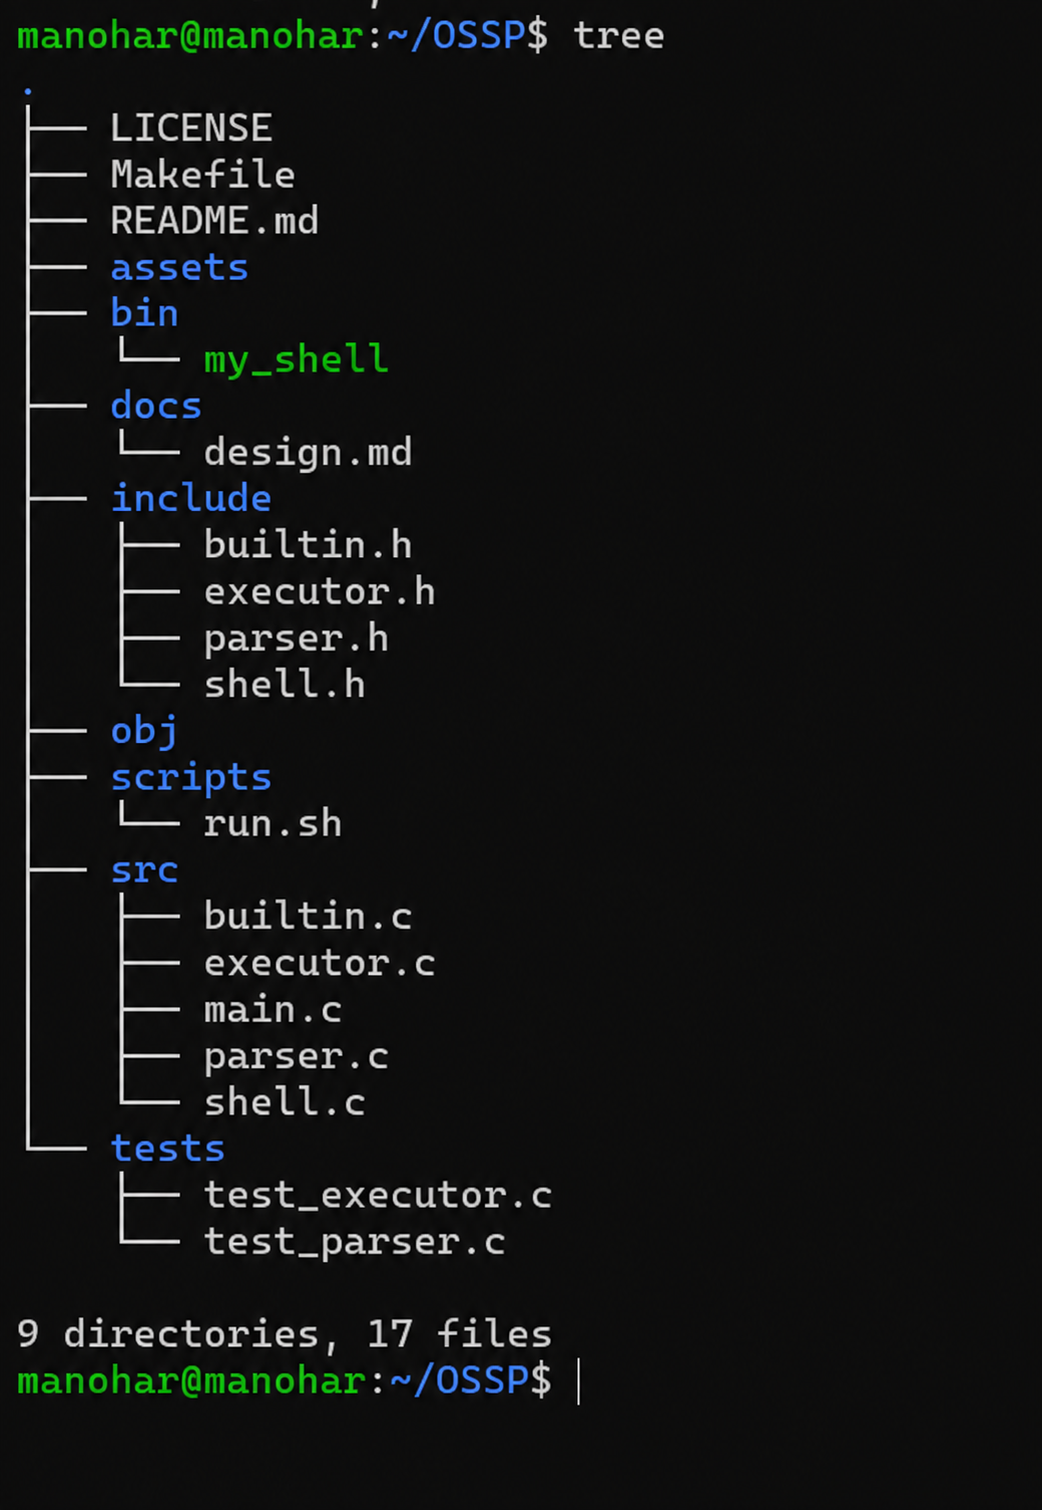 manohar@manohar:~/OSSP$ tree
.
├── LICENSE
├── Makefile
├── README.md
├── assets
├── bin
│   └── my_shell
├── docs
│   └── design.md
├── include
│   ├── builtin.h
│   ├── executor.h
│   ├── parser.h
│   └── shell.h
├── obj
├── scripts
│   └── run.sh
├── src
│   ├── builtin.c
│   ├── executor.c
│   ├── main.c
│   ├── parser.c
│   └── shell.c
└── tests
    ├── test_executor.c
    └── test_parser.c
9 directories, 17 files
manohar@manohar:~/OSSP$